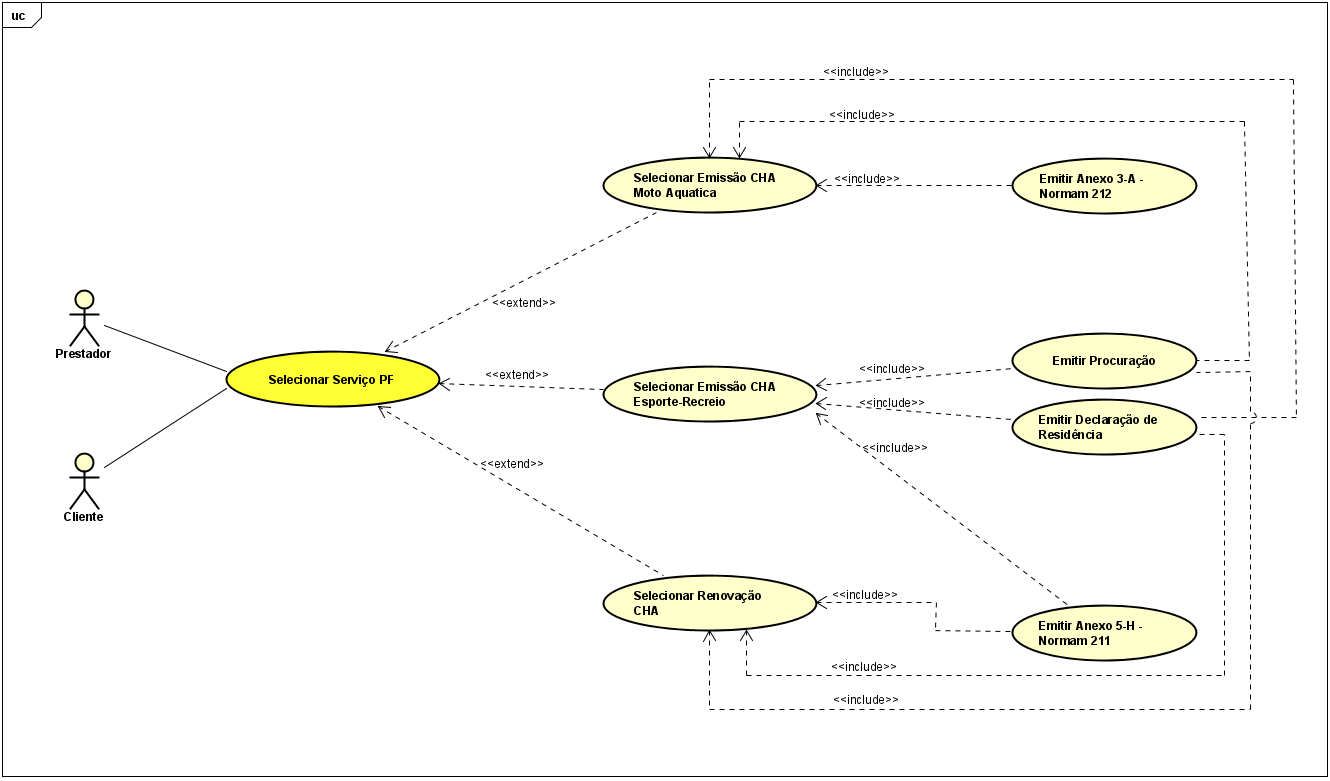 uc
<<include>>
<<include>>
Selecionar Emissão CHA
Moto Aquatica
<<include>>
Emitir Anexo 3-A -
Normam 212
<<extend>>
Prestador
Selecionar Serviço PF
<<extend>>
Selecionar Emissão CHA
Esporte-Recreio
<<include>>
Emitir Procuração
<<include>>
Emitir Declaração de
Residência
<<include>>
<<extend>>
Cliente
Selecionar Renovação
CHA
<<include>>
Emitir Anexo 5-H -
Normam 211
<<include>>
<<include>>